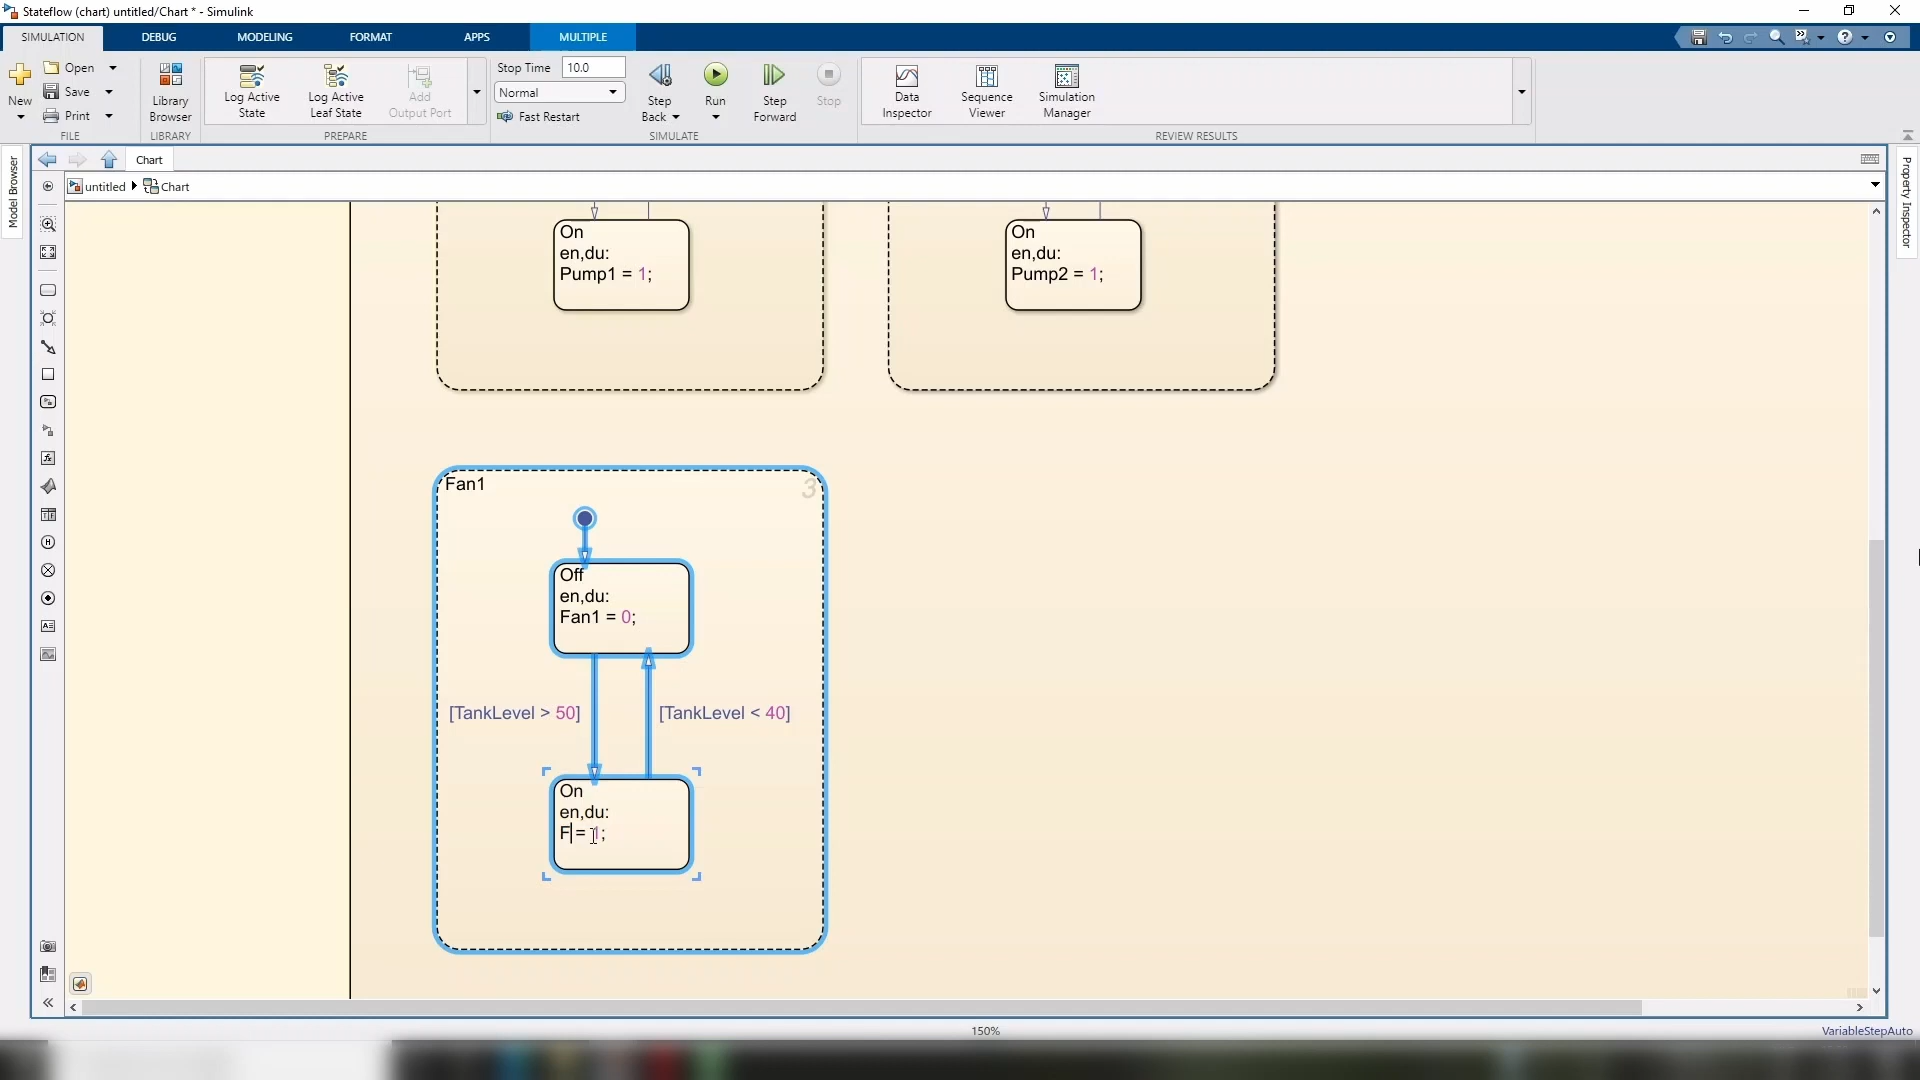 Stateflow (chart) untitled/Chart * - Simulink
SIMULATION
DEBUG
MODELING
FORMAT
APPS
MULTIPLE
New
Open
Save
Print
FILE
Library
Browser
LIBRARY
Log Active
State
Log Active
Leaf State
Add
Output Port
PREPARE
Stop Time 10.0
Normal
Fast Restart
Step
Back
Run
Step
Forward
Stop
SIMULATE
Data
Inspector
Sequence
Viewer
Simulation
Manager
REVIEW RESULTS
Model Browser
Property Inspector
Chart
untitled
Chart
On
en,du:
Pump1 = 1;
On
en,du:
Pump2 = 1;
Fan1
3
Off
en,du:
Fan1 = 0;
[TankLevel > 50]
[TankLevel < 40]
On
en,du:
F = 1;
150%
VariableStepAuto